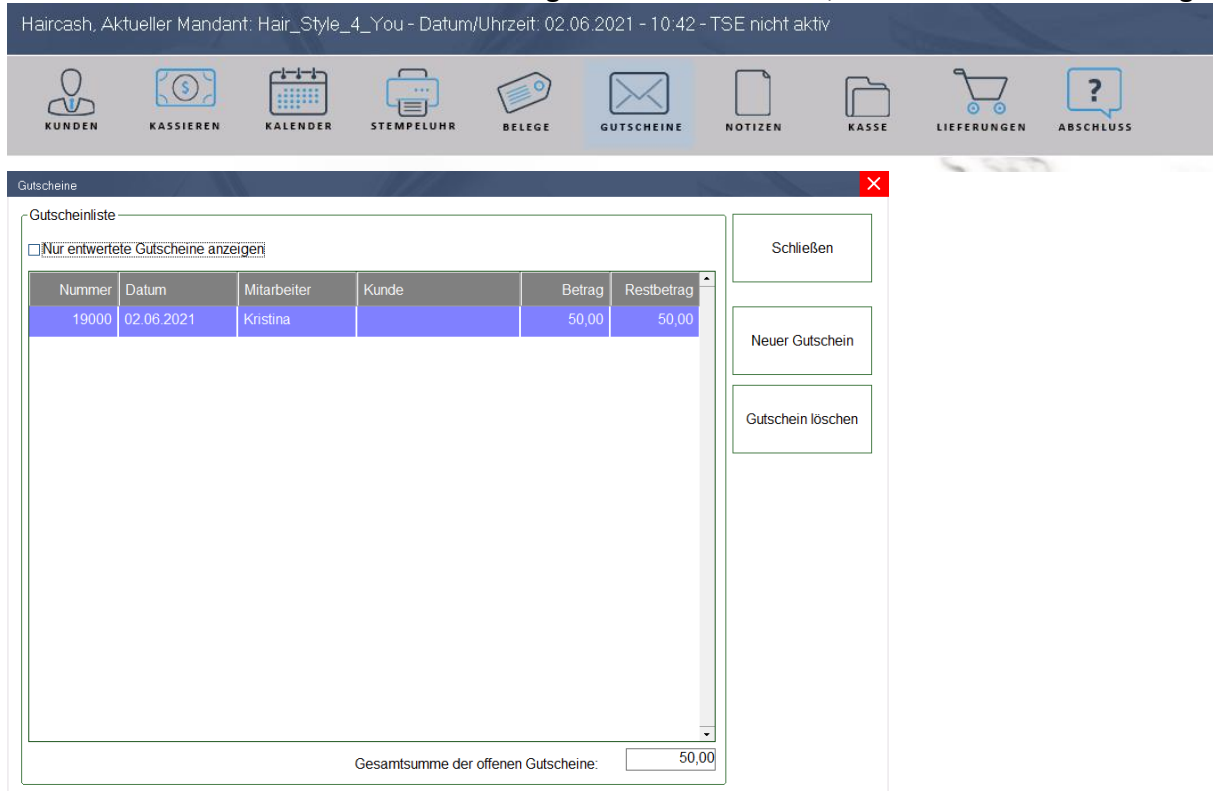 Haircash, Aktueller Mandant: Hair_Style_4_You - Datum/Uhrzeit: 02.06.2021 - 10:42 - TSE nicht aktiv
KUNDEN KASSIEREN KALENDER STEMPELUHR BELEGE GUTSCHEINE NOTIZEN KASSE LIEFERUNGEN ABSCHLUSS
Gutscheine
Gutscheinliste
Nur entwertete Gutscheine anzeigen
Schließen
Nummer Datum Mitarbeiter Kunde Betrag Restbetrag
19000 02.06.2021 Kristina 50,00 50,00
Neuer Gutschein
Gutschein löschen
Gesamtsumme der offenen Gutscheine: 50,00